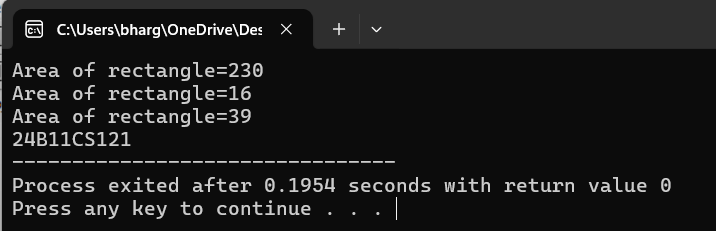 C:\Users\bharg\OneDrive\Des
Area of rectangle=230
Area of rectangle=16
Area of rectangle=39
24B11CS121
--------------------------------
Process exited after 0.1954 seconds with return value 0
Press any key to continue . . .